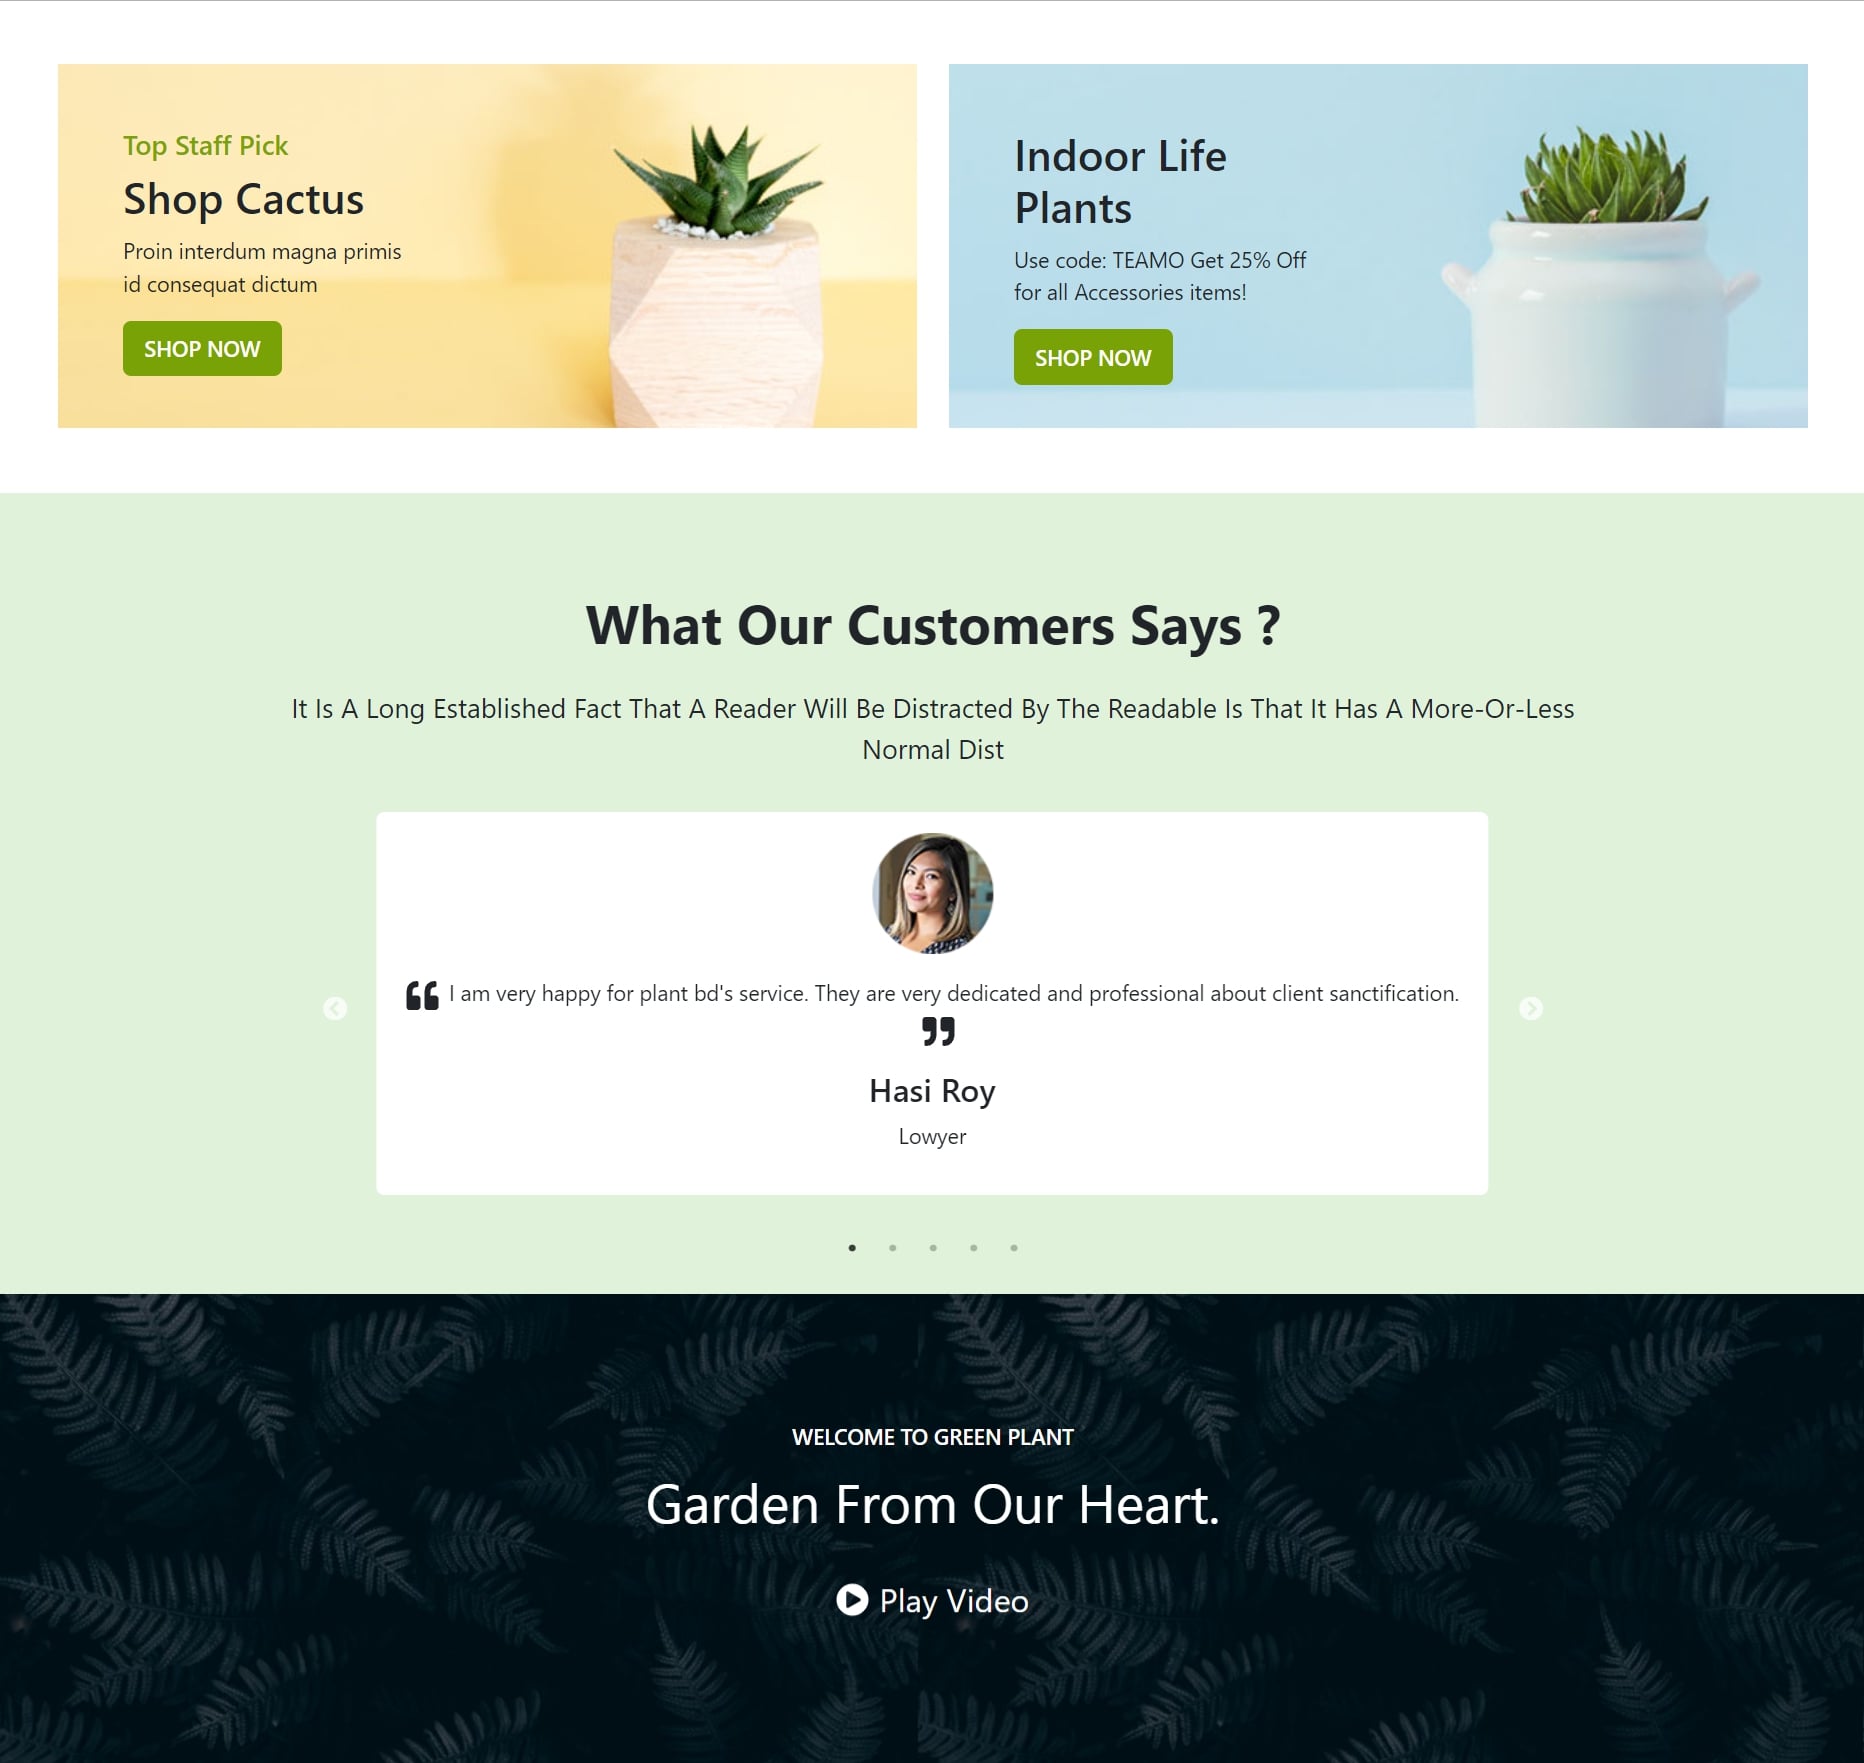 Top Staff Pick
Shop Cactus
Proin interdum magna primis
id consequat dictum
SHOP NOW
Indoor Life
Plants
Use code: TEAMO Get 25% Off
for all Accessories items!
SHOP NOW
What Our Customers Says ?
It Is A Long Established Fact That A Reader Will Be Distracted By The Readable Is That It Has A More-Or-Less
Normal Dist
❝ I am very happy for plant bd's service. They are very dedicated and professional about client sanctification.
❞
Hasi Roy
Lowyer
WELCOME TO GREEN PLANT
Garden From Our Heart.
Play Video